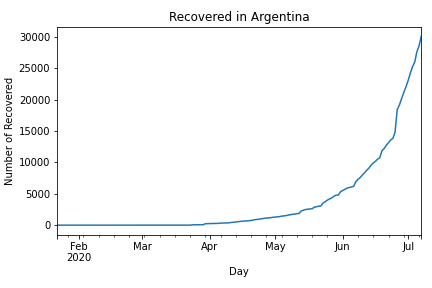 Recovered in Argentina
Number of Recovered
30000
25000
20000
15000
10000
5000
0
Feb Mar Apr May Jun Jul
2020
Day